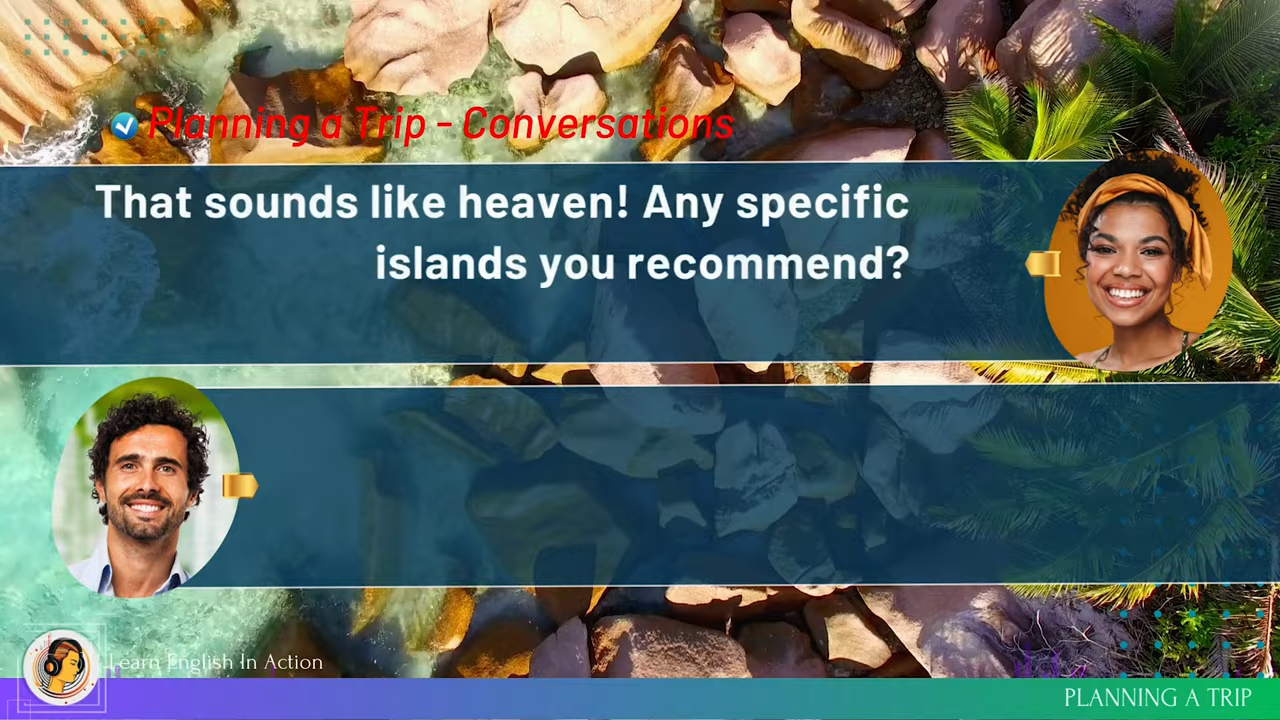 Planning a Trip - Conversations
That sounds like heaven! Any specific
islands you recommend?
Learn English In Action
PLANNING A TRIP